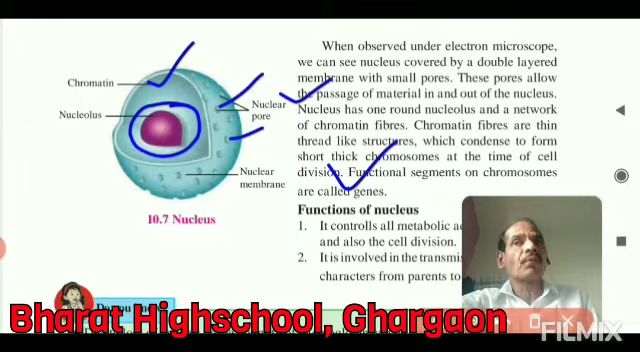 Chromatin
Nucleolus
Nuclear
pore
Nuclear
membrane
10.7 Nucleus
When observed under electron microscope,
we can see nucleus covered by a double layered
membrane with small pores. These pores allow
the passage of material in and out of the nucleus.
Nucleus has one round nucleolus and a network
of chromatin fibres. Chromatin fibres are thin
thread like structures, which condense to form
short thick chromosomes at the time of cell
division. Functional segments on chromosomes
are called genes.
Functions of nucleus
1. It controlls all metabolic
and also the cell division.
2. It is involved in the
characters from parents to
Bharat Highschool, Ghargaon
FILMIX